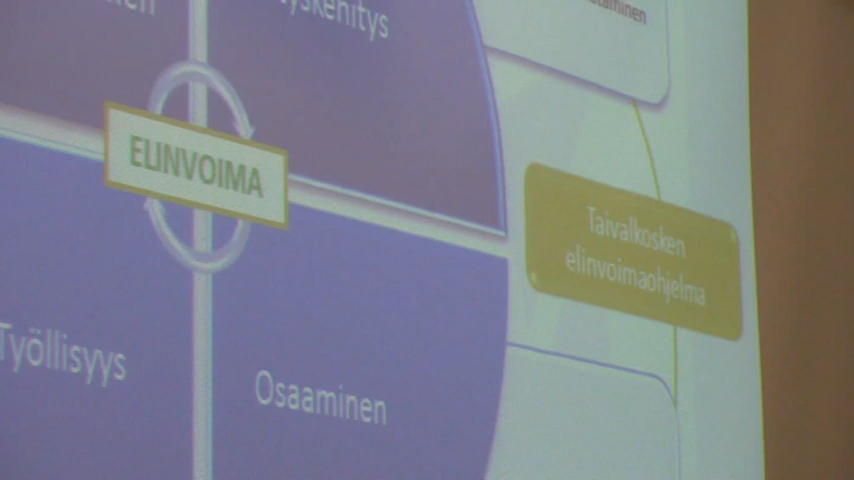 ELINVOIMA
Taivalkosken
elinvoimaohjelma
Työllisyys
Osaaminen